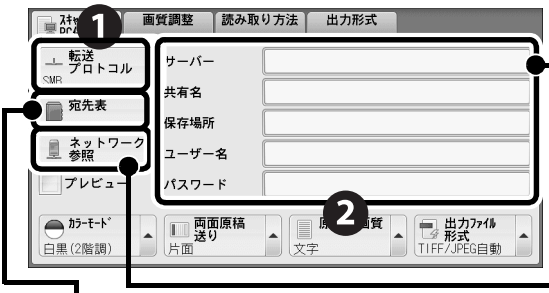 スキャ
PC
画質調整
読み取り方法
出力形式
1
転送
プロトコル
SMB
宛先表
ネットワーク
参照
プレビュー
サーバー
共有名
保存場所
ユーザー名
パスワード
2
カラーモード
白黒(2階調)
両面原稿
送り
片面
質
文字
出力ファイル
形式
TIFF/JPEG自動